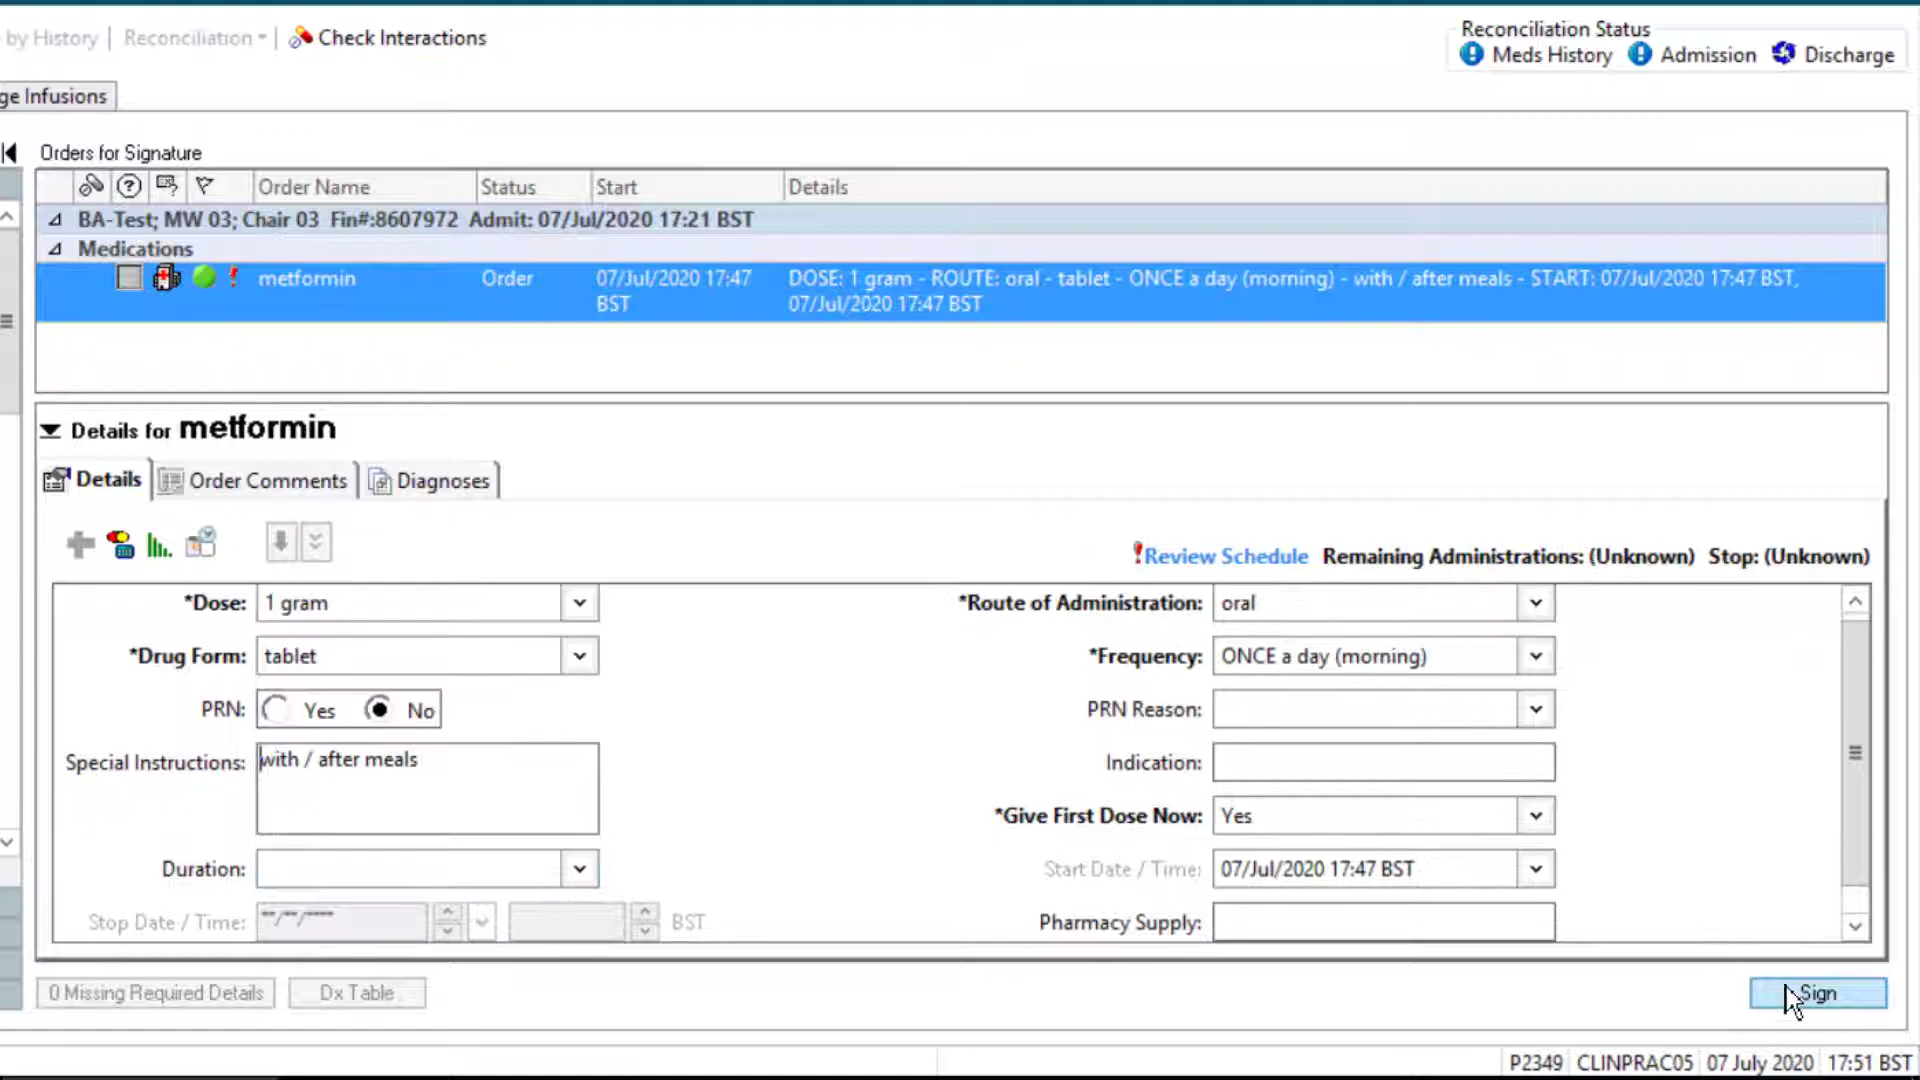 by History | Reconciliation | Check Interactions
Reconciliation Status
Meds History Admission Discharge
ge Infusions
Orders for Signature
Order Name Status Start Details
BA-Test; MW 03; Chair 03 Fin#:8607972 Admit: 07/Jul/2020 17:21 BST
Medications
metformin Order 07/Jul/2020 17:47 DOSE: 1 gram - ROUTE: oral - tablet - ONCE a day (morning) - with / after meals - START: 07/Jul/2020 17:47 BST,
BST 07/Jul/2020 17:47 BST
Details for metformin
Details Order Comments Diagnoses
Review Schedule Remaining Administrations: (Unknown) Stop: (Unknown)
*Dose: 1 gram *Route of Administration: oral
*Drug Form: tablet *Frequency: ONCE a day (morning)
PRN: Yes No PRN Reason:
Special Instructions: with / after meals Indication:
*Give First Dose Now: Yes
Duration: Start Date / Time: 07/Jul/2020 17:47 BST
Stop Date / Time: **/**/**** BST Pharmacy Supply:
0 Missing Required Details Dx Table Sign
P2349 CLINPRAC05 07 July 2020 17:51 BST